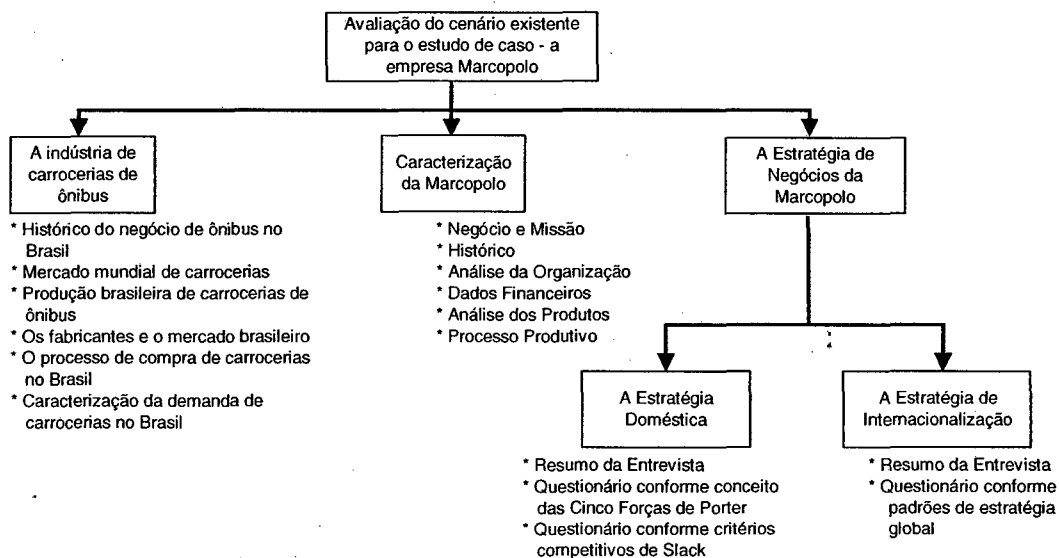 Avaliação do cenário existente
para o estudo de caso - a
empresa Marcopolo
A indústria de
carrocerias de
ônibus
* Histórico do negócio de ônibus no
Brasil
* Mercado mundial de carrocerias
* Produção brasileira de carrocerias de
ônibus
* Os fabricantes e o mercado brasileiro
* O processo de compra de carrocerias
no Brasil
* Caracterização da demanda de
carrocerias no Brasil
Caracterização
da Marcopolo
* Negócio e Missão
* Histórico
* Análise da Organização
* Dados Financeiros
* Análise dos Produtos
* Processo Produtivo
A Estratégia de
Negócios da
Marcopolo
A Estratégia
Doméstica
* Resumo da Entrevista
* Questionário conforme conceito
das Cinco Forças de Porter
* Questionário conforme critérios
competitivos de Slack
A Estratégia de
Internacionalização
* Resumo da Entrevista
* Questionário conforme
padrões de estratégia
global